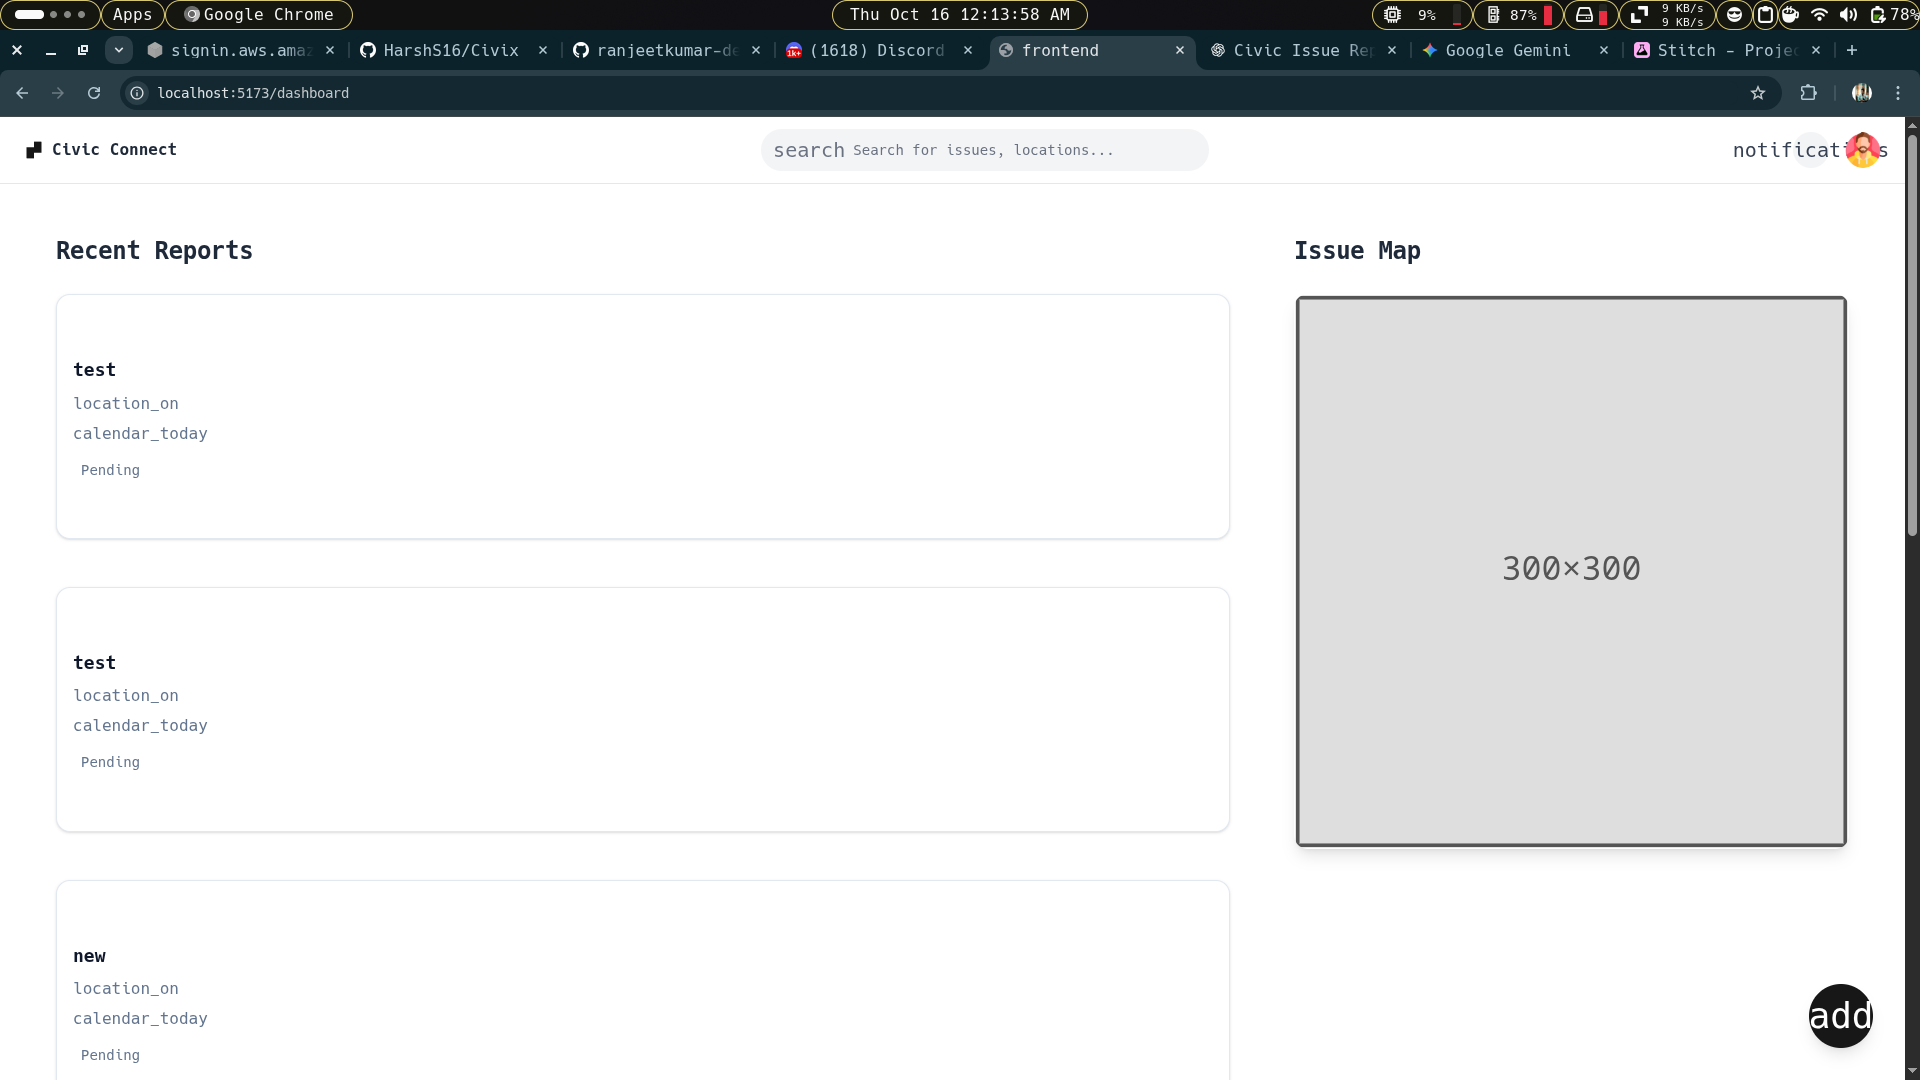 Apps
Google Chrome
Thu Oct 16 12:13:58 AM
9%
87%
9 KB/s
9 KB/s
78%
signin.aws.amaz
HarshS16/Civix
ranjeetkumar-de
(1618) Discord
frontend
Civic Issue Rep
Google Gemini
Stitch - Projec
localhost:5173/dashboard
Civic Connect
search Search for issues, locations...
Recent Reports
Issue Map
test
location_on
calendar_today
Pending
300×300
test
location_on
calendar_today
Pending
new
location_on
calendar_today
Pending
add